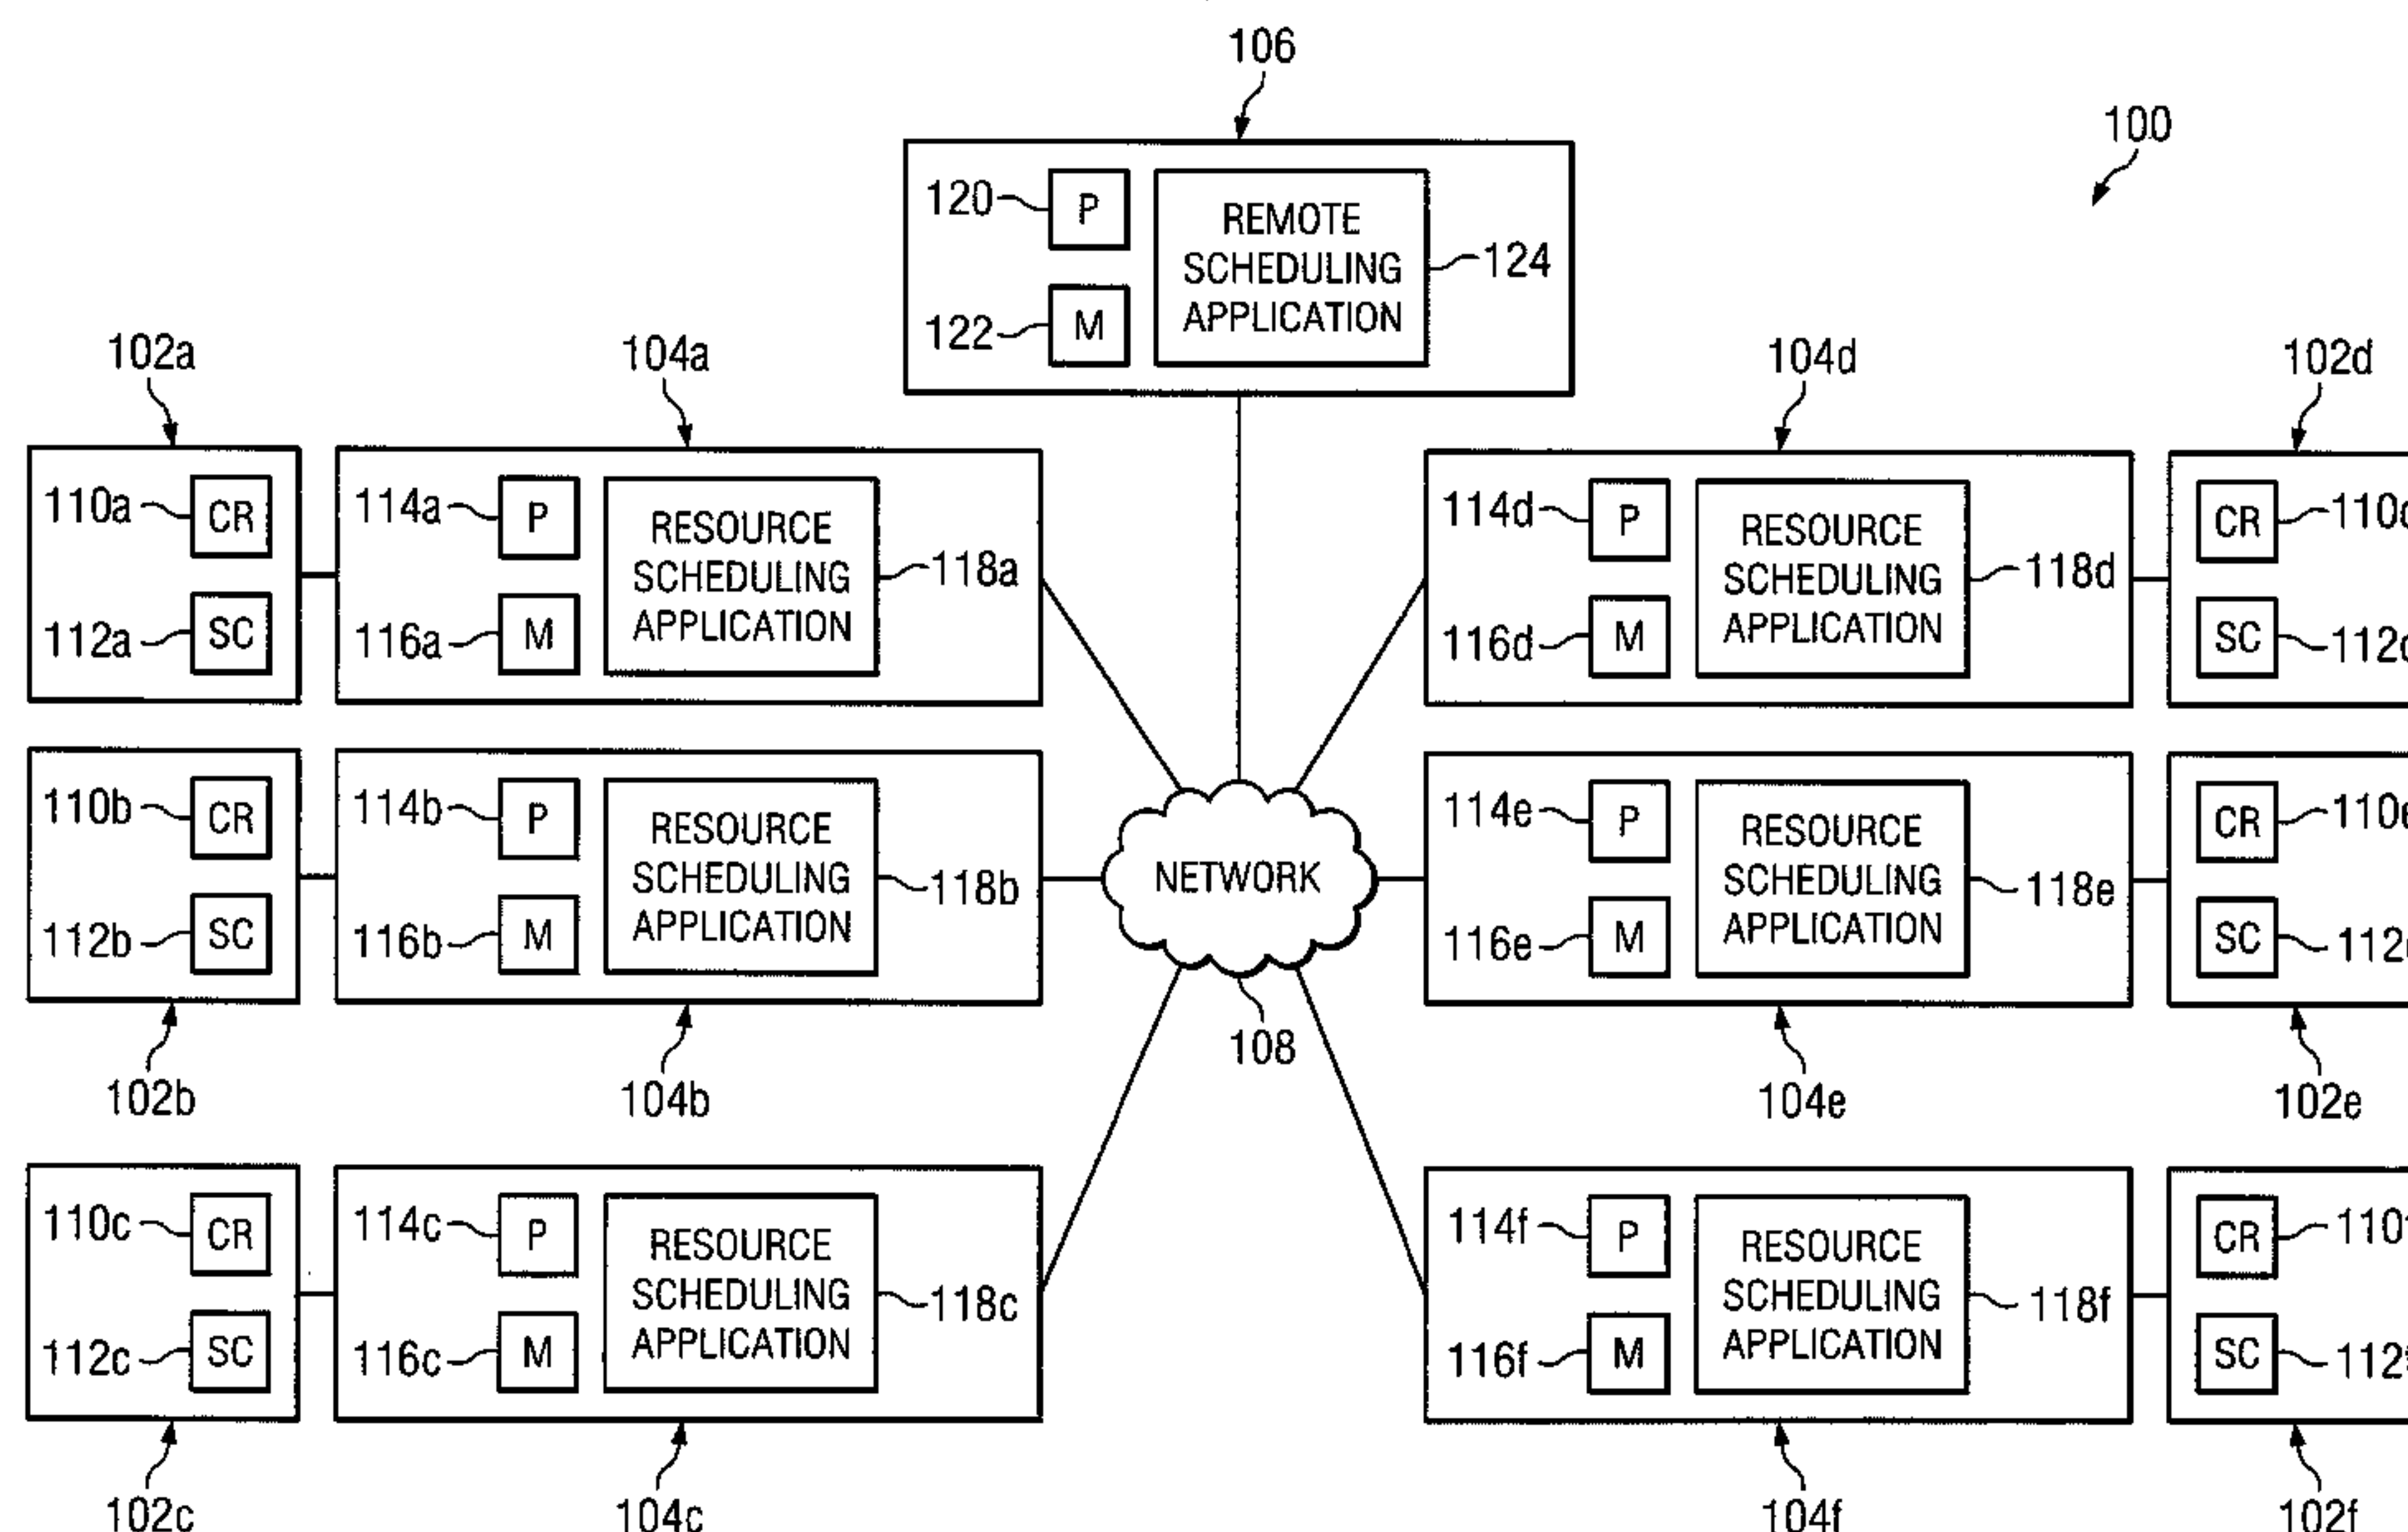 106
100
120
P
REMOTE
SCHEDULING
APPLICATION
124
122
M
102a
104a
104d
102d
110a
CR
114a
P
RESOURCE
SCHEDULING
APPLICATION
118a
112a
SC
116a
M
114d
P
RESOURCE
SCHEDULING
APPLICATION
118d
116d
M
CR
SC
110b
CR
114b
P
RESOURCE
SCHEDULING
APPLICATION
118b
112b
SC
116b
M
NETWORK
108
114e
P
RESOURCE
SCHEDULING
APPLICATION
118e
116e
M
CR
110e
SC
102b
104b
104e
102e
110c
CR
114c
P
RESOURCE
SCHEDULING
APPLICATION
118c
112c
SC
116c
M
114f
P
RESOURCE
SCHEDULING
APPLICATION
118f
116f
M
CR
SC
102c
104c
104f
102f